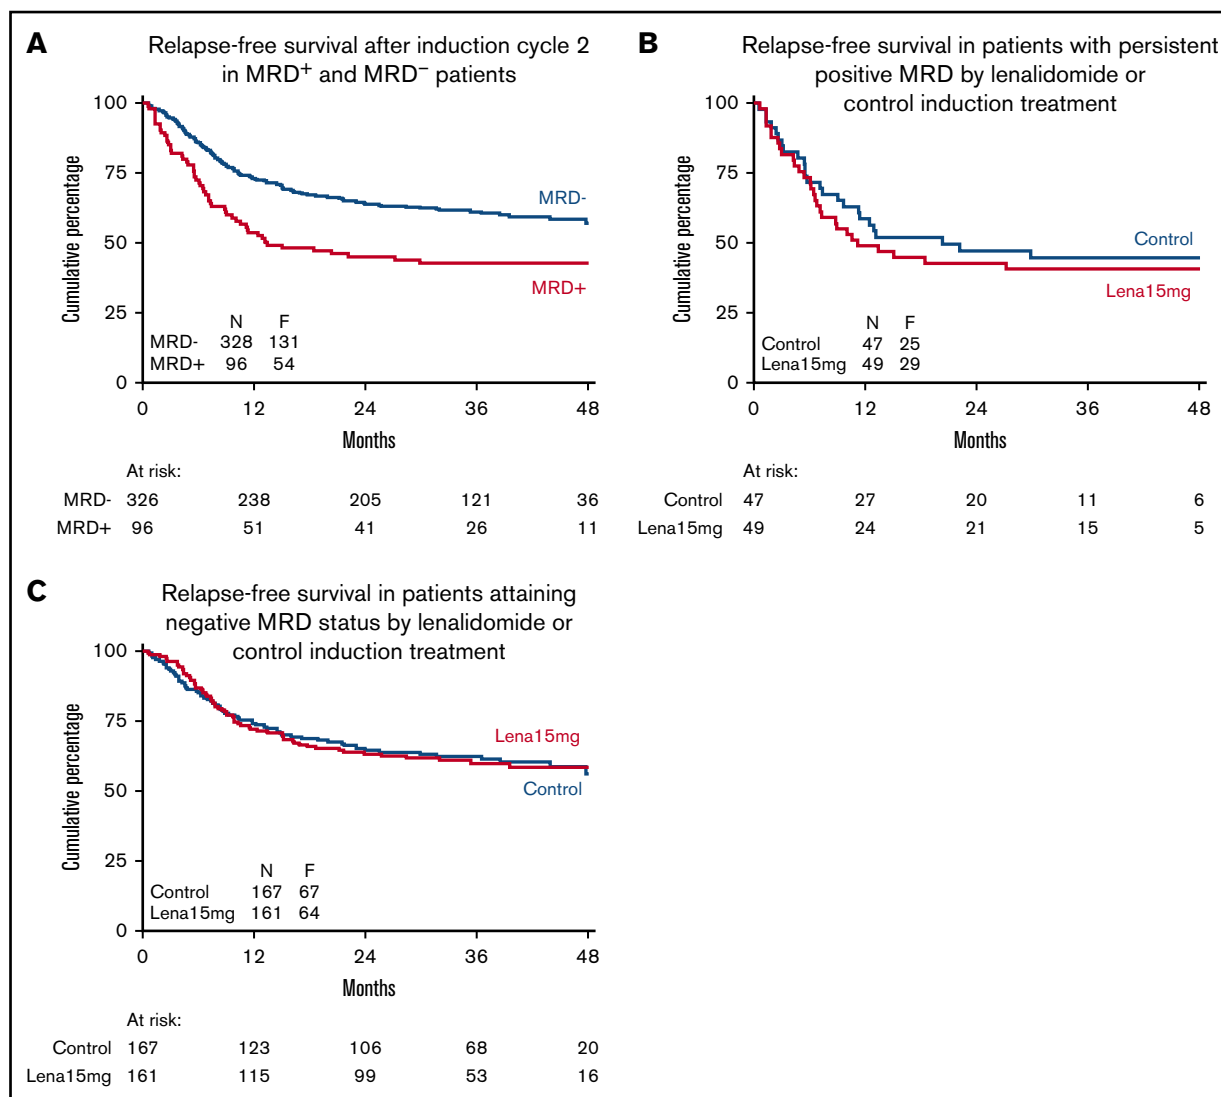 A
Relapse-free survival after induction cycle 2
in MRD+ and MRD– patients
Cumulative percentage
100
75
50
25
0
MRD-
MRD+
N F
MRD- 328 131
MRD+ 96 54
0 12 24 36 48
Months
At risk:
MRD- 326 238 205 121 36
MRD+ 96 51 41 26 11
B
Relapse-free survival in patients with persistent
positive MRD by lenalidomide or
control induction treatment
Cumulative percentage
100
75
50
25
0
Control
Lena15mg
N F
Control 47 25
Lena15mg 49 29
0 12 24 36 48
Months
At risk:
Control 47 27 20 11 6
Lena15mg 49 24 21 15 5
C
Relapse-free survival in patients attaining
negative MRD status by lenalidomide or
control induction treatment
Cumulative percentage
100
75
50
25
0
Lena15mg
Control
N F
Control 167 67
Lena15mg 161 64
0 12 24 36 48
Months
At risk:
Control 167 123 106 68 20
Lena15mg 161 115 99 53 16